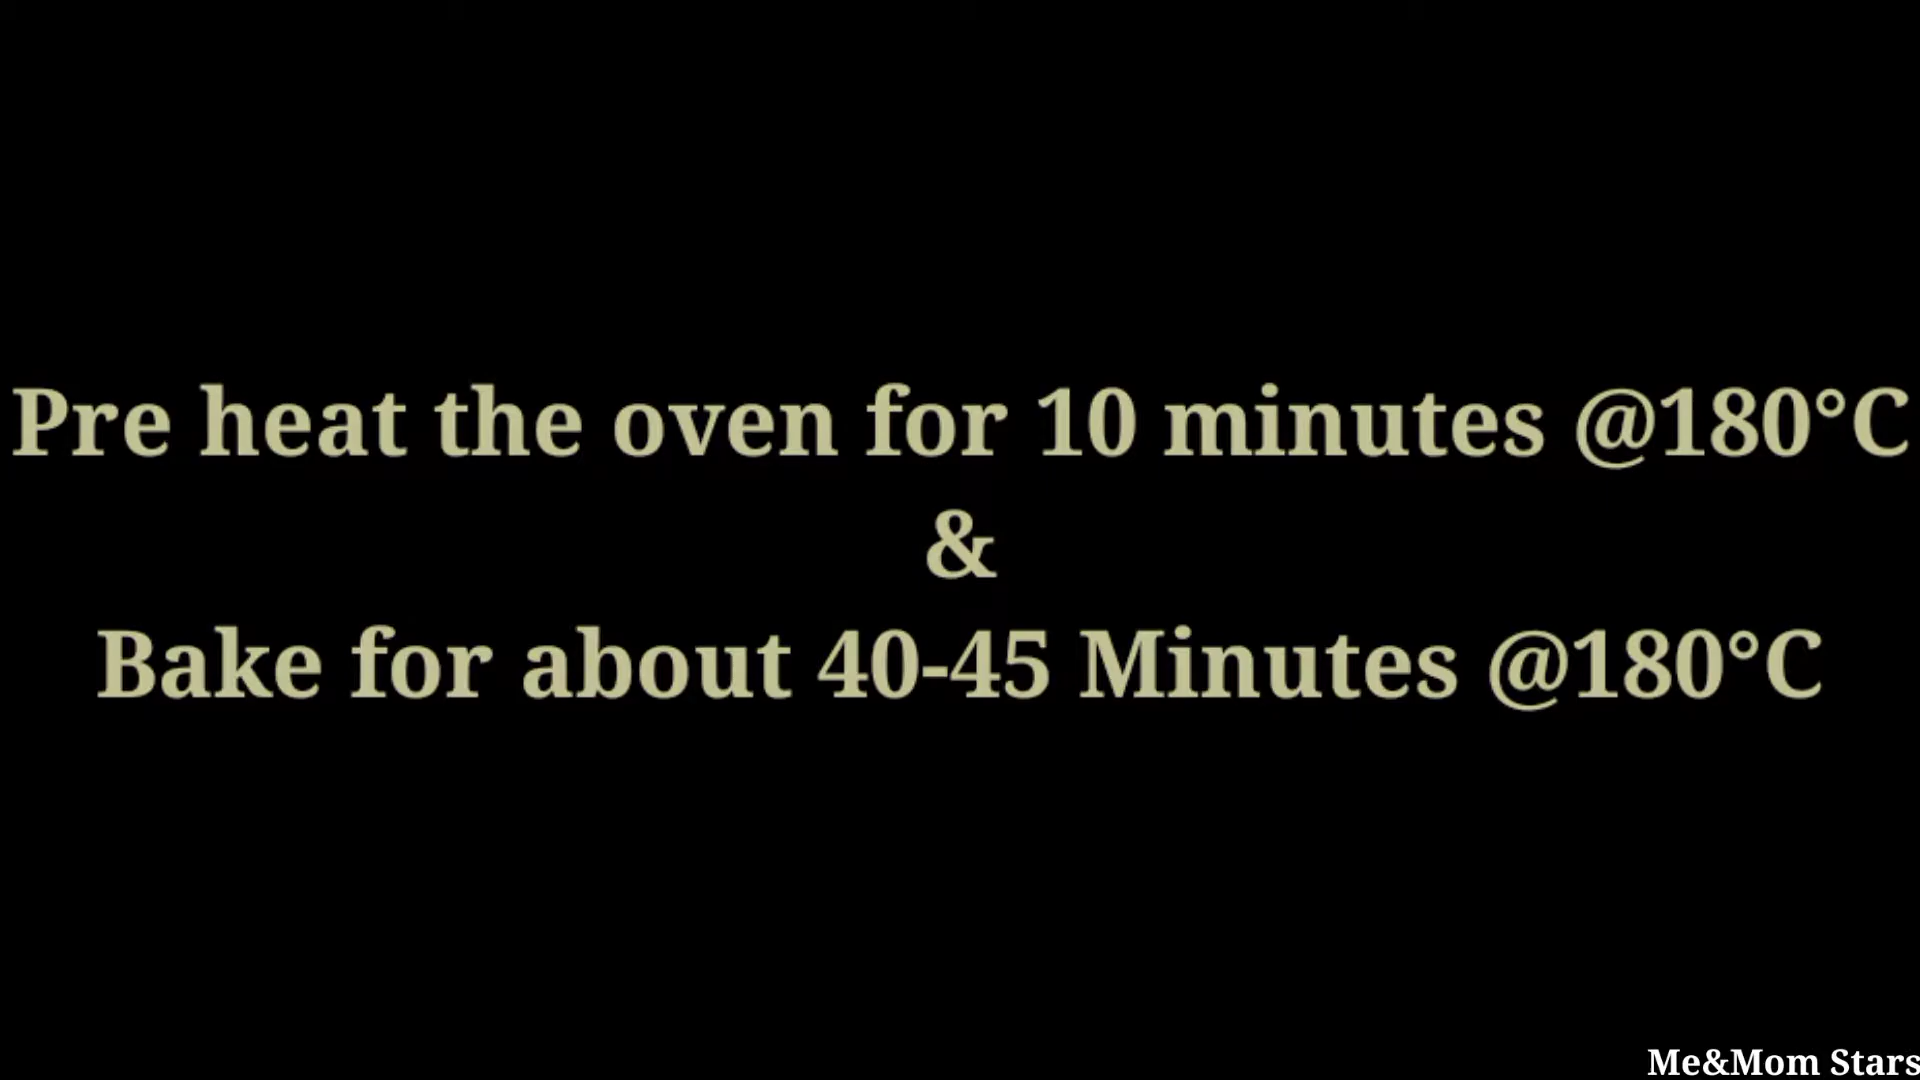 Pre heat the oven for 10 minutes @180°C
&
Bake for about 40-45 Minutes @180°C
Me&Mom Stars